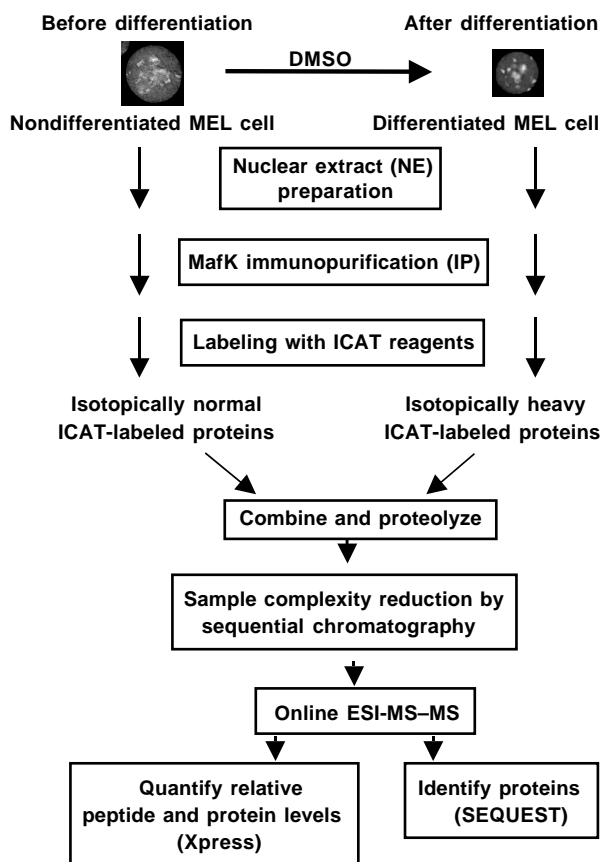 Before differentiation
After differentiation
DMSO
Nondifferentiated MEL cell
Differentiated MEL cell
Nuclear extract (NE)
preparation
MafK immunopurification (IP)
Labeling with ICAT reagents
Isotopically normal
ICAT-labeled proteins
Isotopically heavy
ICAT-labeled proteins
Combine and proteolyze
Sample complexity reduction by
sequential chromatography
Online ESI-MS–MS
Quantify relative
peptide and protein levels
(Xpress)
Identify proteins
(SEQUEST)